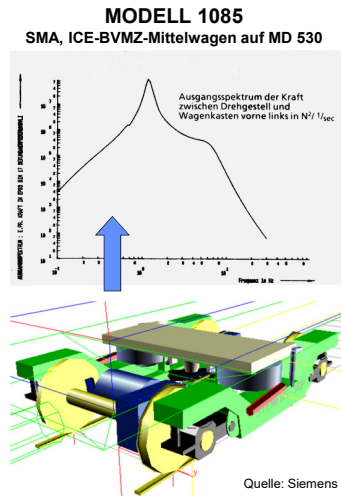 MODELL 1085
SMA, ICE-BVMZ-Mittelwagen auf MD 530
Ausgangsspektrum der Kraft
zwischen Drehgestell und
Wagenkasten vorne links in N²/ 1/sec
Frequenz in Hz
Quelle: Siemens